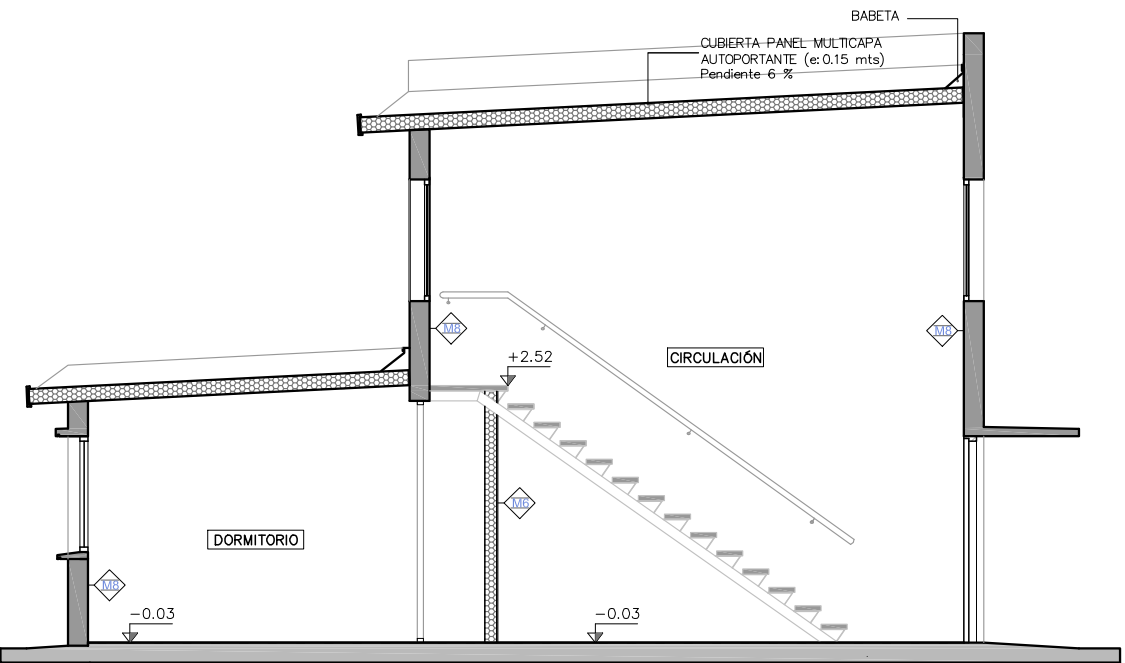 BABETA
CUBIERTA PANEL MULTICAPA
AUTOPORTANTE (e:0.15 mts)
Pendiente 6 %
M8
M8
+2.52
CIRCULACIÓN
M6
DORMITORIO
M8
-0.03
-0.03